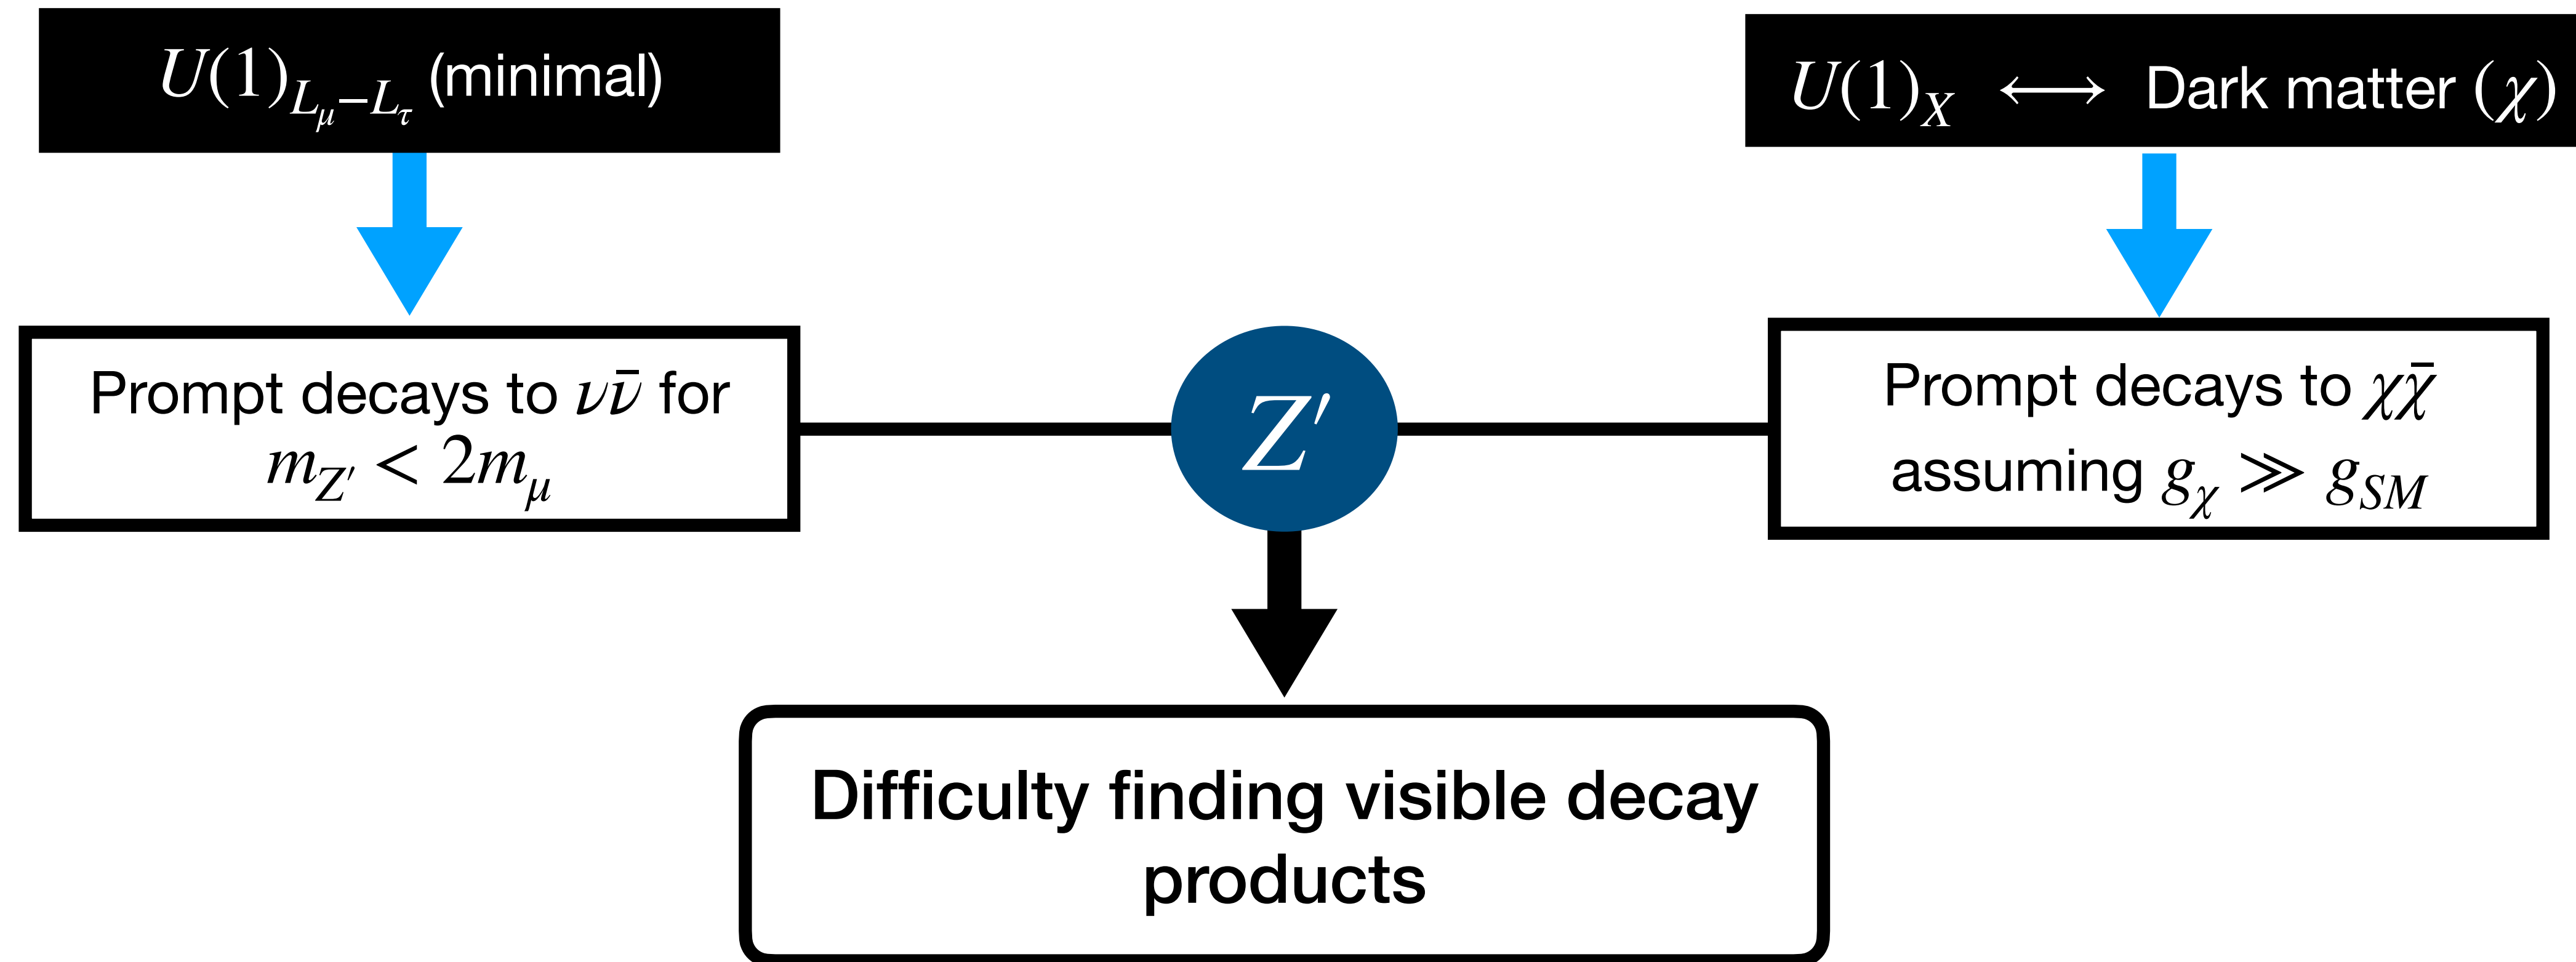 U(1)_{L_μ−L_τ} (minimal)
U(1)_X ⟷ Dark matter (χ)
Prompt decays to νν̄ for
m_{Z′} < 2m_μ
Z′
Prompt decays to χχ̄
assuming g_χ ≫ g_{SM}
Difficulty finding visible decay
products